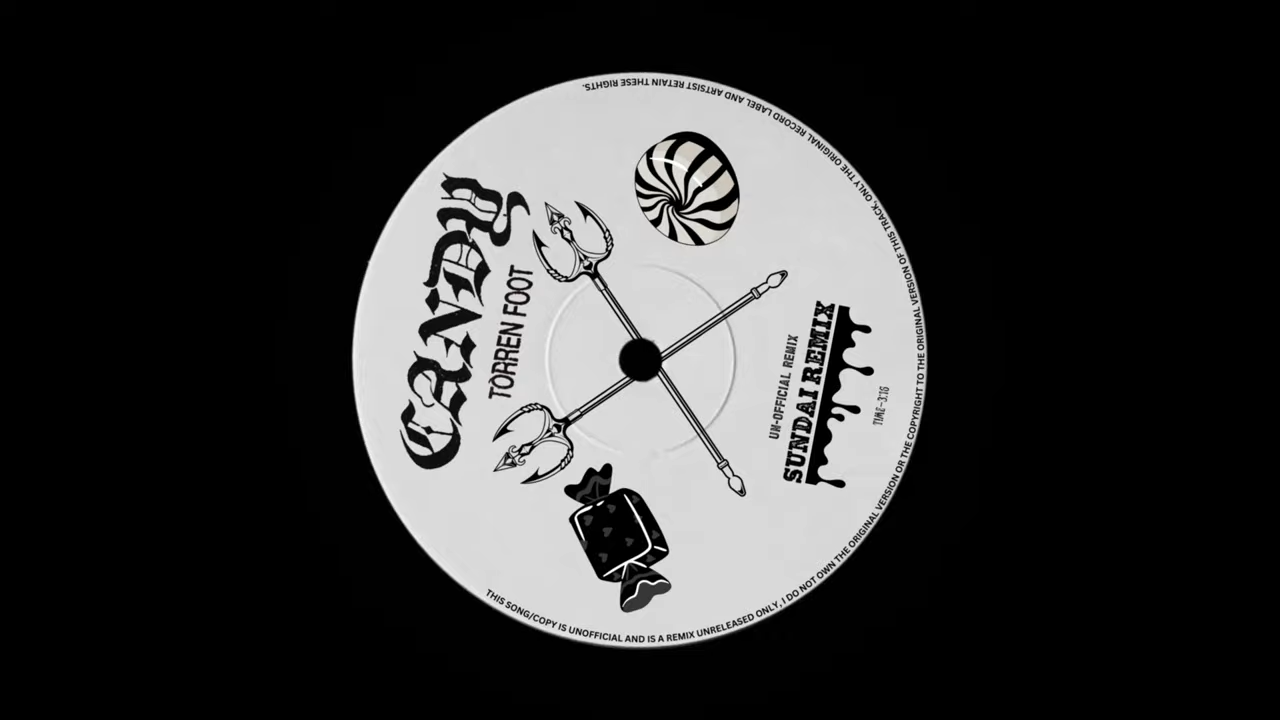 CANDY
TORREN FOOT
UN-OFFICIAL REMIX
SUNDAI REMIX
TIME-3:16
THIS SONG/COPY IS UNOFFICIAL AND IS A REMIX UNRELEASED ONLY, I DO NOT OWN THE ORIGINAL VERSION OR THE COPYRIGHT TO THE ORIGINAL VERSION OF THIS TRACK, ONLY THE ORIGINAL RECORD LABEL AND ARTSIST RETAIN THESE RIGHTS.